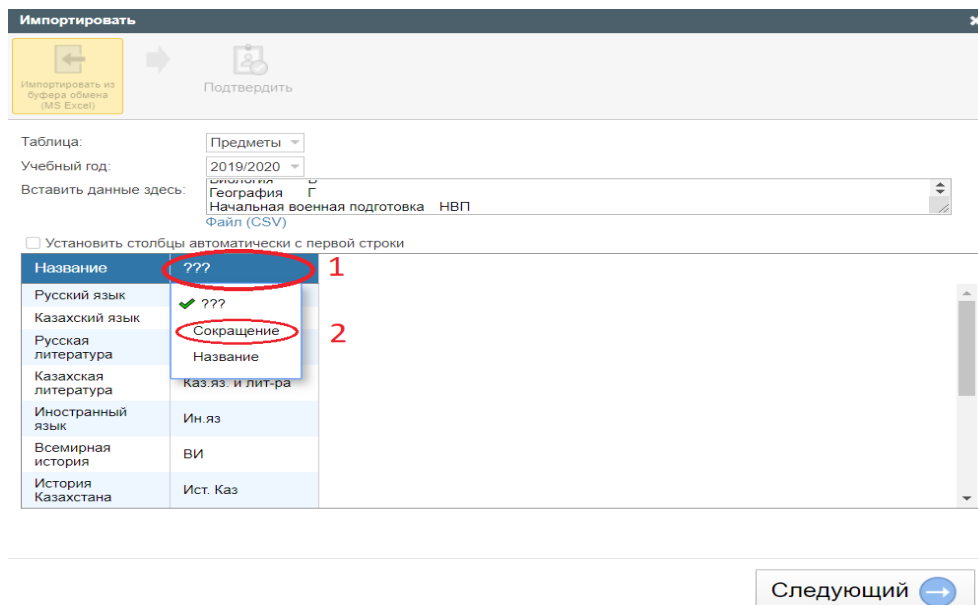 Импортировать
Импортировать из
буфера обмена
(MS Excel)
Подтвердить
Таблица: Предметы
Учебный год: 2019/2020
Вставить данные здесь:
География Г
Начальная военная подготовка НВП
Файл (CSV)
Установить столбцы автоматически с первой строки
Название ??? 1
Русский язык ???
Казахский язык Сокращение 2
Русская
литература
Название
Казахская
литература
Каз.яз. и лит-ра
Иностранный
язык
Ин.яз
Всемирная
история
ВИ
История
Казахстана
Ист. Каз
Следующий